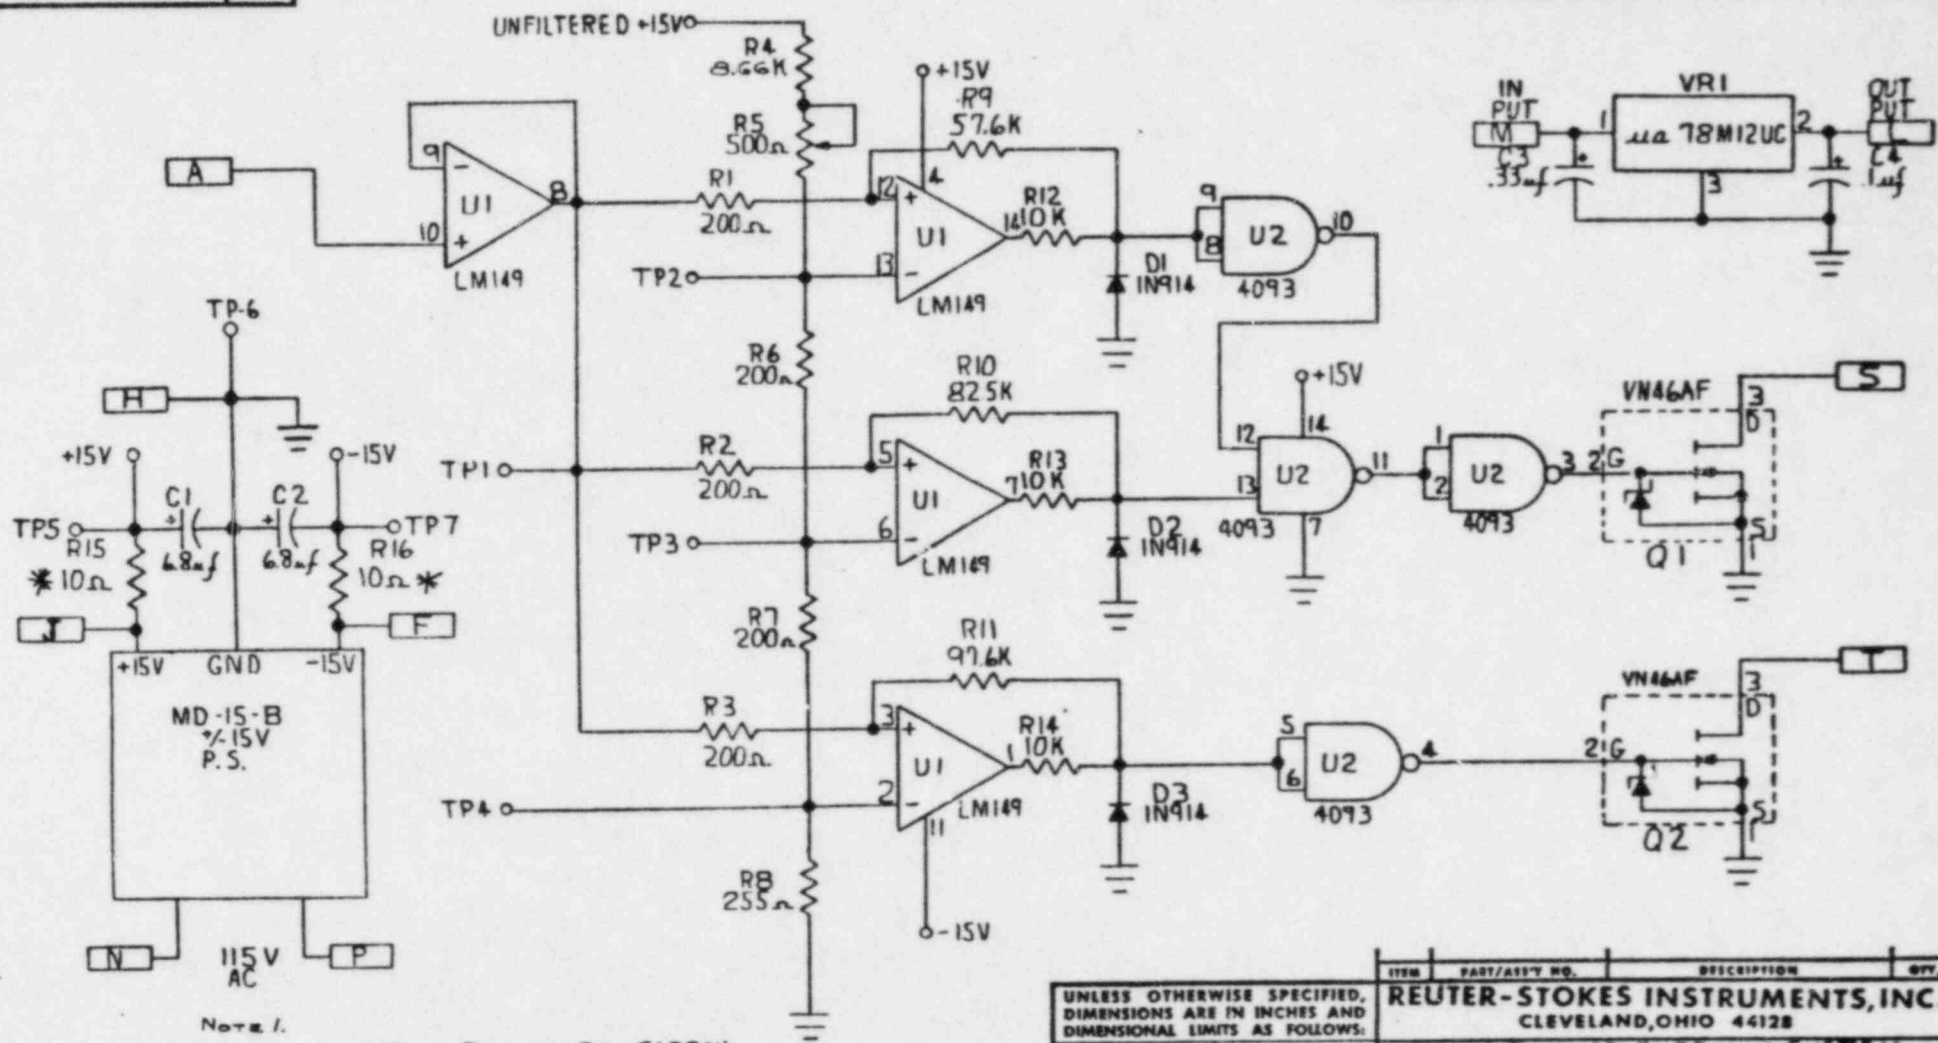 UNFILTERED +15V
R4
8.66K
R5
500Ω
+15V
R9
57.6K
9
-
U1
8
10
+
LM149
A
R1
200Ω
12
+
4
U1
14
13
-
LM149
R12
10K
TP2
D1
1N914
9
8
U2
10
4093
IN
PUT
M
1
VR1
ua 78M12UC
2
OUT
PUT
L
3
C3
.33uf
+
C4
.1uf
+
TP-6
H
+15V
-15V
C1
+
6.8uf
C2
+
6.8uf
TP5
TP7
R15
* 10Ω
R16
10Ω *
J
F
+15V
GND
-15V
MD-15-B
+/-15V
P.S.
N
115V
AC
P
NOTE 1.
R6
200Ω
R10
82.5K
TP1
R2
200Ω
5
+
U1
7
6
-
LM149
R13
10K
TP3
D2
1N914
+15V
12
14
13
U2
11
4093
7
1
2
U2
3
4093
VN46AF
2
G
3
D
S
1
Q1
S
R7
200Ω
R11
97.6K
R3
200Ω
3
+
U1
1
2
-
11
LM149
R14
10K
TP4
D3
1N914
5
6
U2
4
4093
VN46AF
2
G
3
D
S
1
Q2
T
R8
255Ω
-15V
ITEM
PART/ASS'Y NO.
DESCRIPTION
QTY.
UNLESS OTHERWISE SPECIFIED,
DIMENSIONS ARE IN INCHES AND
DIMENSIONAL LIMITS AS FOLLOWS:
REUTER-STOKES INSTRUMENTS, INC.
CLEVELAND, OHIO 44128